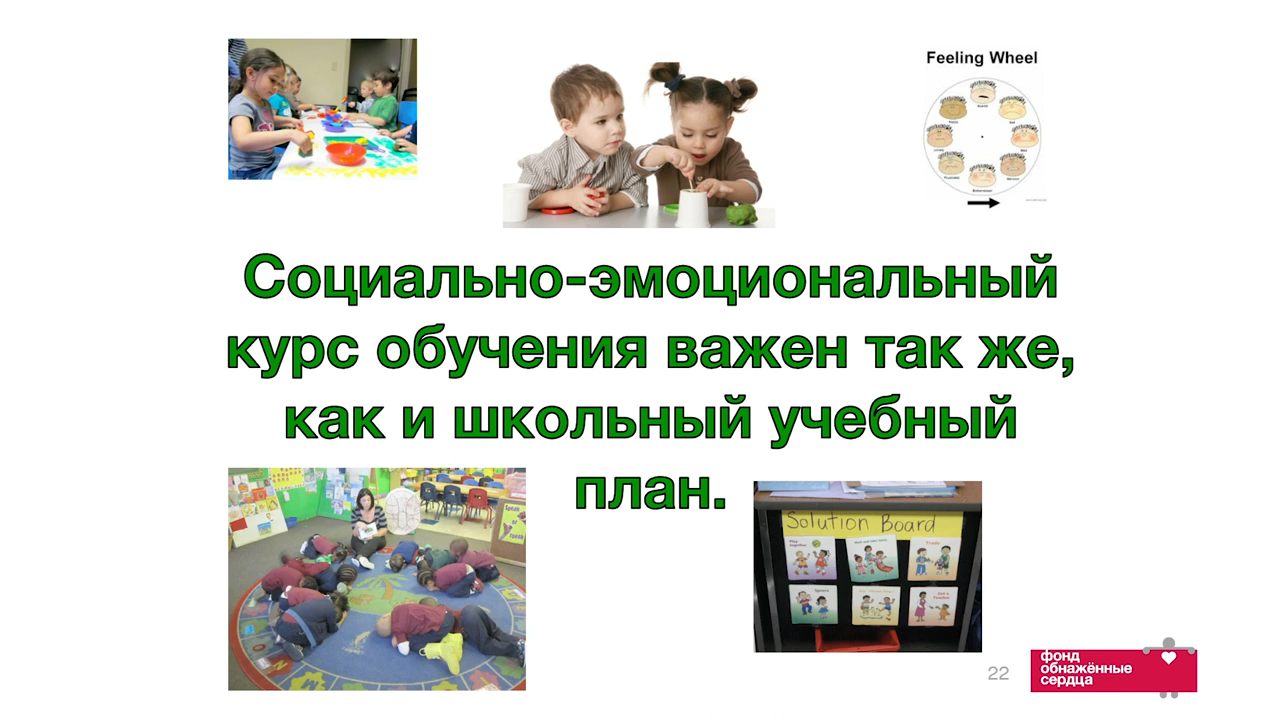 Feeling Wheel
Социально-эмоциональный
курс обучения важен так же,
как и школьный учебный
план.
Solution Board
22
фонд
обнажённые
сердца